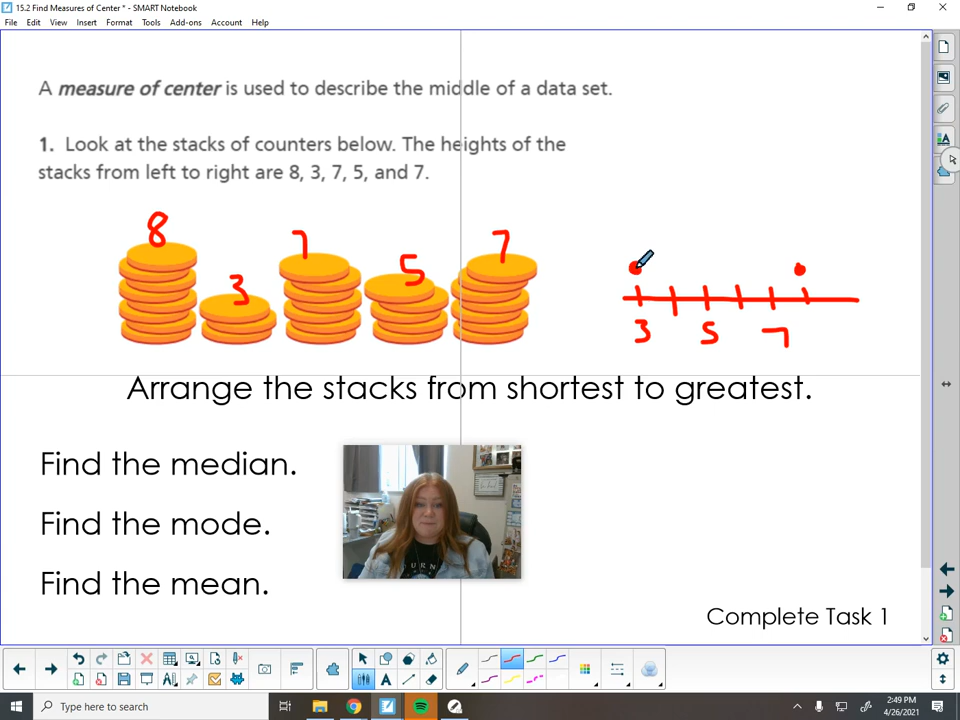 15.2 Find Measures of Center * - SMART Notebook
File Edit View Insert Format Tools Add-ons Account Help
A measure of center is used to describe the middle of a data set.
1. Look at the stacks of counters below. The heights of the
stacks from left to right are 8, 3, 7, 5, and 7.
8 3 7 5 7
3 5 7
Arrange the stacks from shortest to greatest.
Find the median.
Find the mode.
Find the mean.
Complete Task 1
Type here to search
2:49 PM
4/26/2021